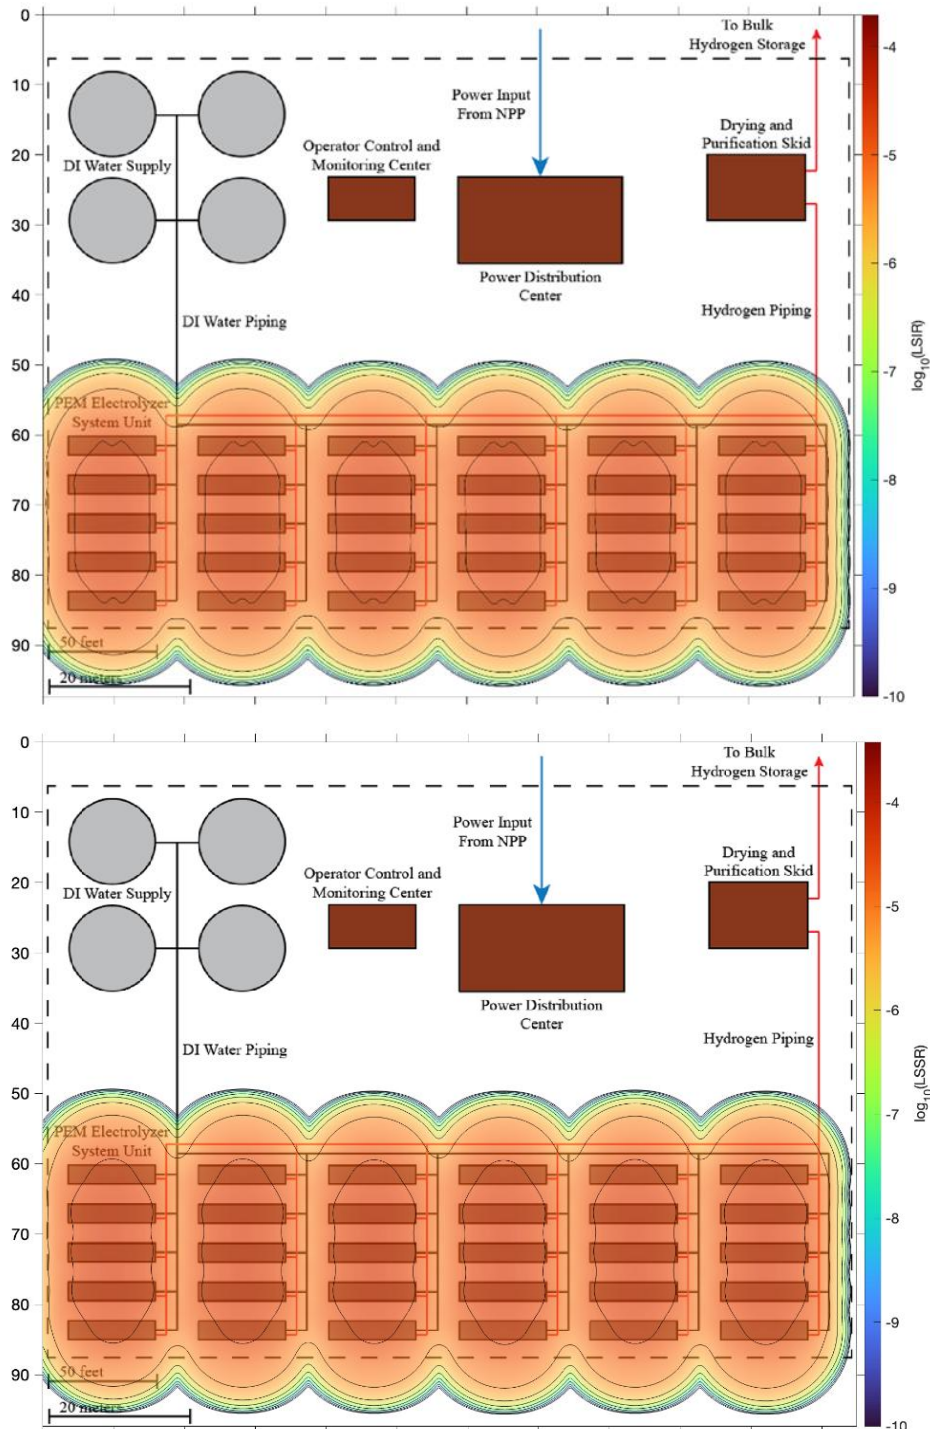 0
10
20
30
40
50
60
70
80
90
To Bulk
Hydrogen Storage
Power Input
From NPP
Drying and
Purification Skid
Operator Control and
Monitoring Center
DI Water Supply
Power Distribution
Center
DI Water Piping
Hydrogen Piping
PEM Electrolyzer
System Unit
50 feet
20 meters
-4
-5
-6
-7
-8
-9
-10
log10(LSIR)
0
10
20
30
40
50
60
70
80
90
To Bulk
Hydrogen Storage
Power Input
From NPP
Drying and
Purification Skid
Operator Control and
Monitoring Center
DI Water Supply
Power Distribution
Center
DI Water Piping
Hydrogen Piping
PEM Electrolyzer
System Unit
50 feet
20 meters
-4
-5
-6
-7
-8
-9
-10
log10(LSSR)